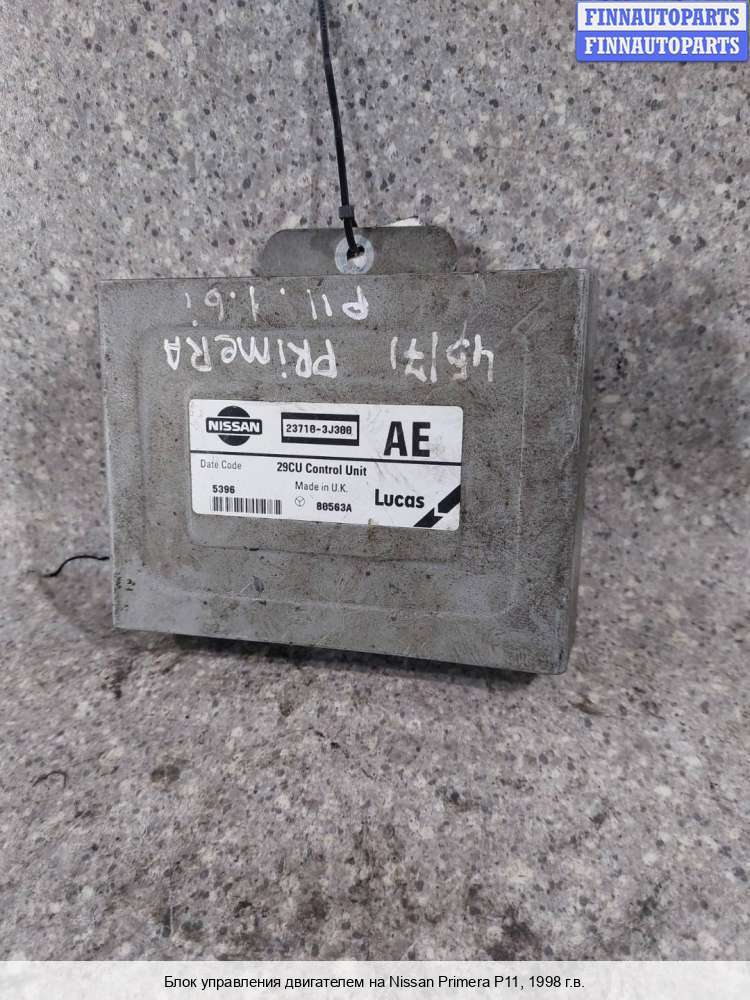 FINNAUTOPARTS
FINNAUTOPARTS
P11. 1.6i
45171 PRiMeRA
NISSAN 23710-3J300 AE
Date Code 29CU Control Unit
5396 Made in U.K.
80563A Lucas
Блок управления двигателем на Nissan Primera P11, 1998 г.в.